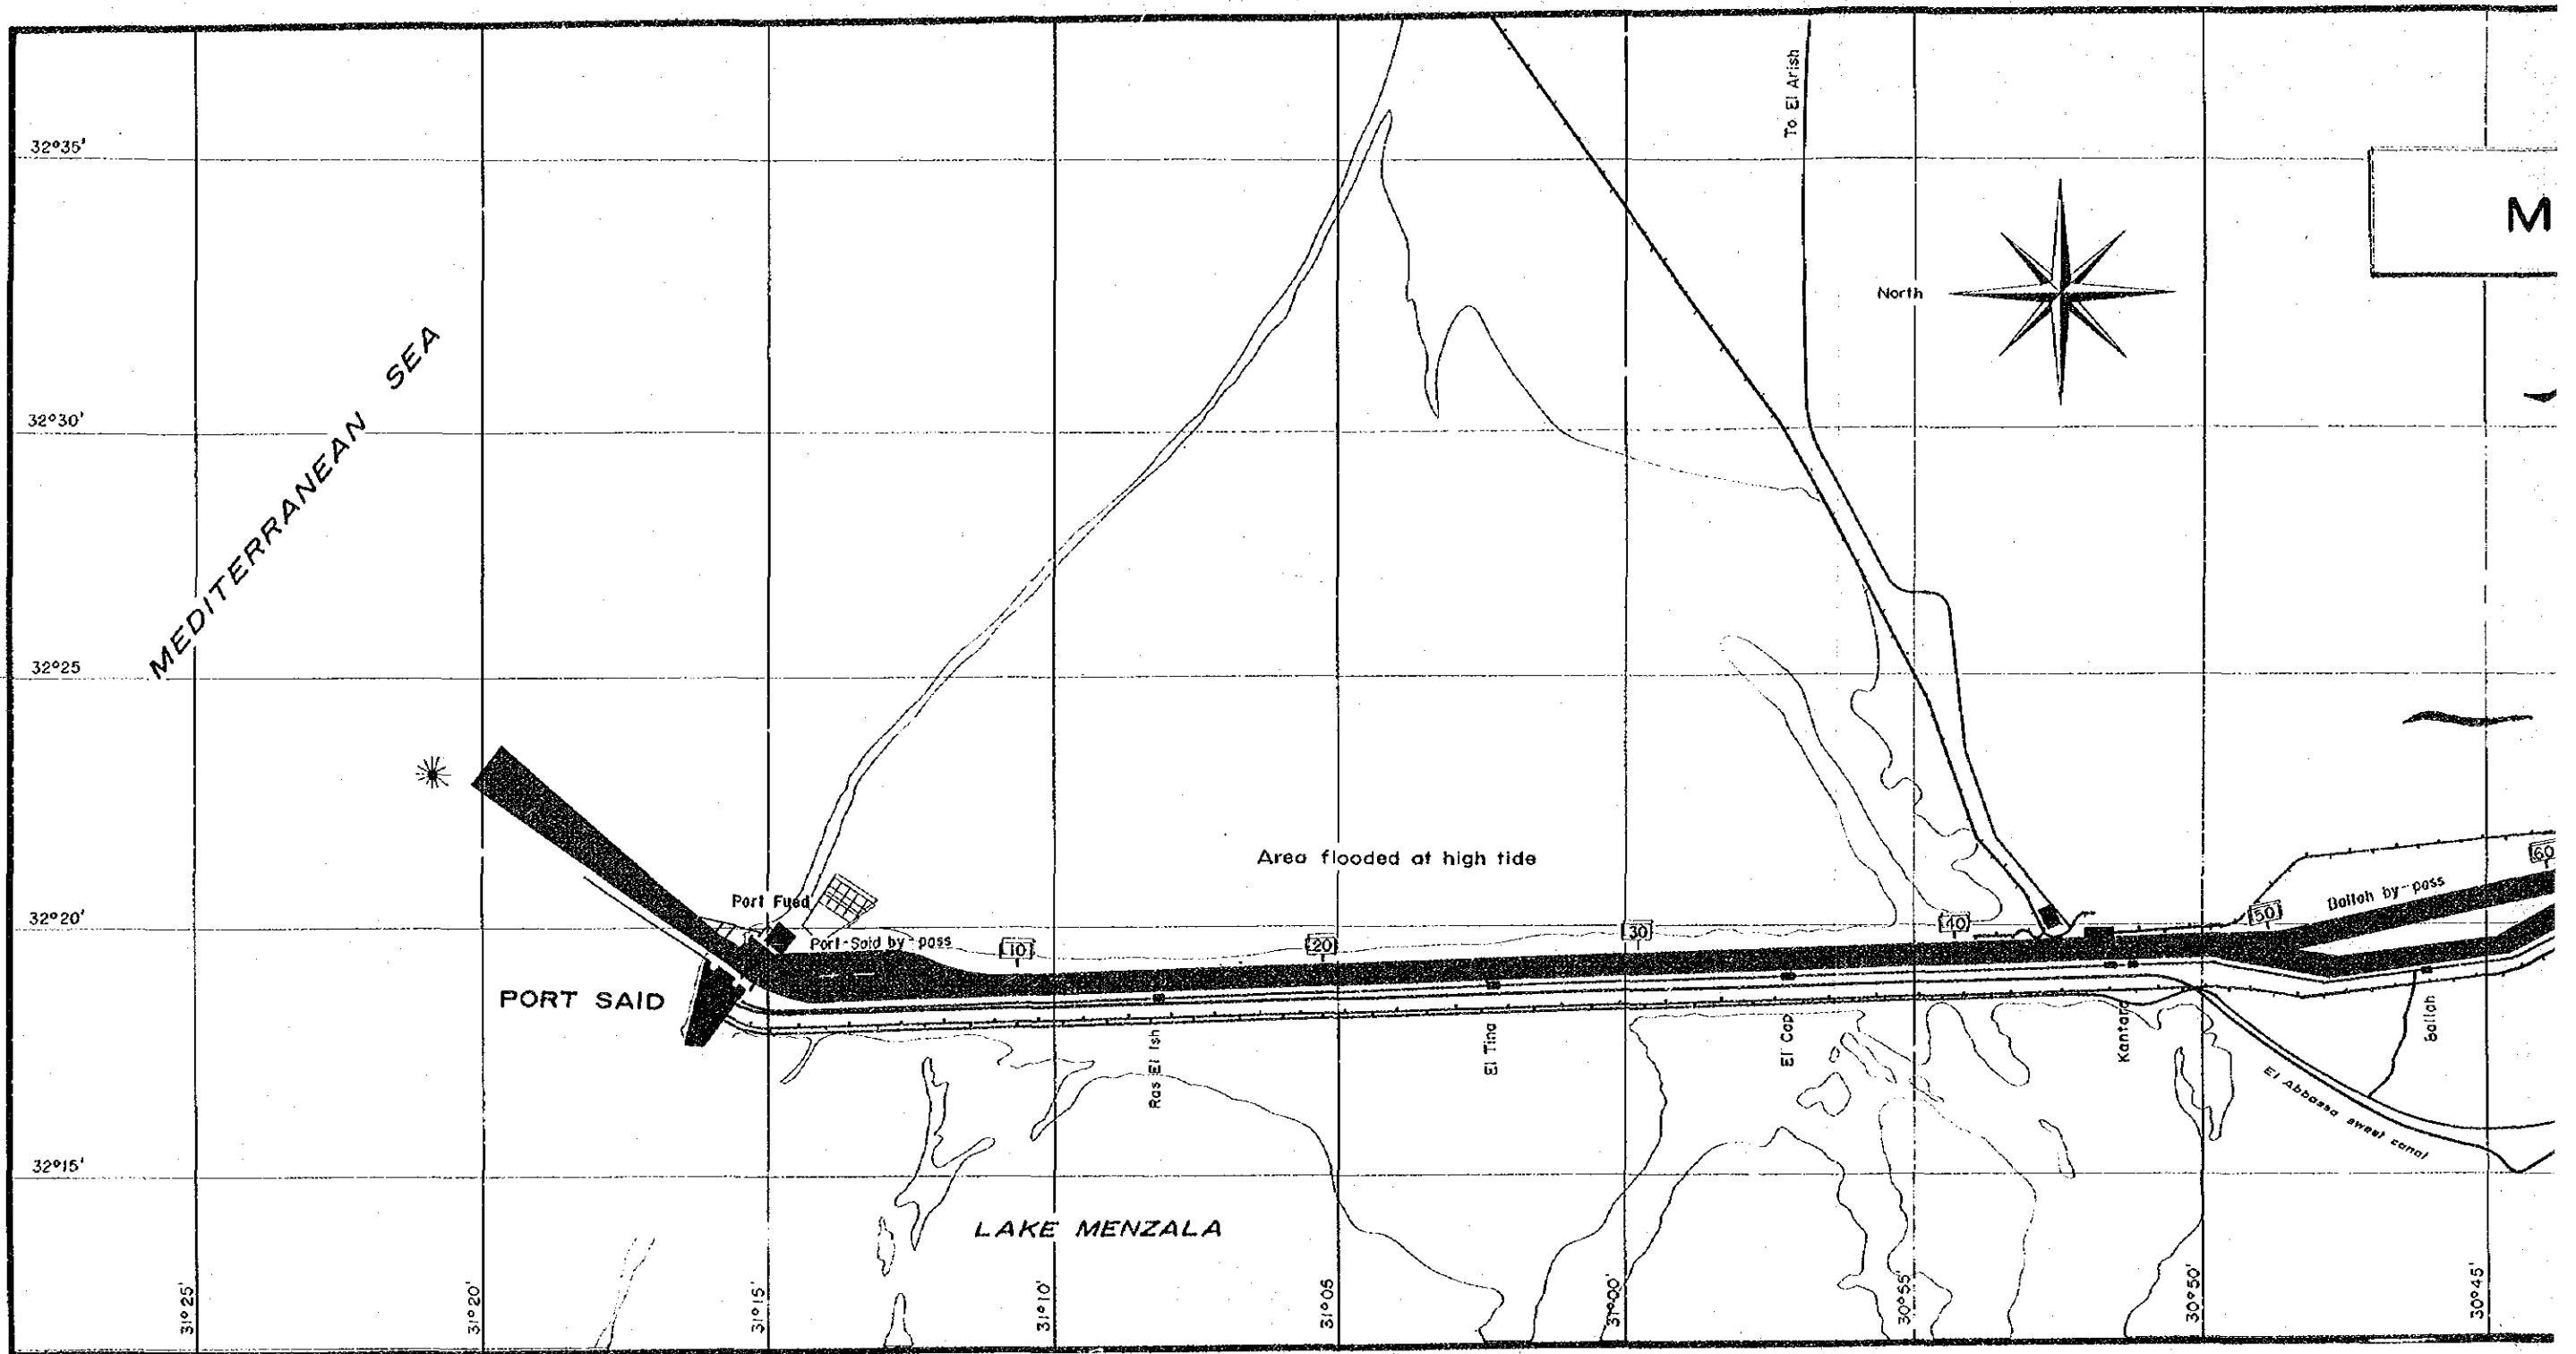 To El Arish
32°35'
M
North
MEDITERRANEAN SEA
32°30'
32°25
Area flooded at high tide
Port Fued
32°20'
Port-Said by-pass
10
20
30
40
50
60
Ballah by-pass
PORT SAID
Ras El Ish
El Tina
El Cap
Kantara
Ballah
El Abbassa sweet canal
32°15'
LAKE MENZALA
31°25'
31°20'
31°15'
31°10'
31°05
31°00'
30°55'
30°50'
30°45'